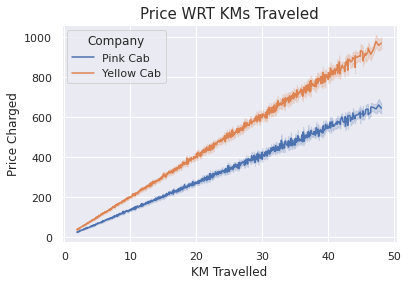 Price WRT KMs Traveled
Company
Pink Cab
Yellow Cab
Price Charged
1000
800
600
400
200
0
0 10 20 30 40 50
KM Travelled